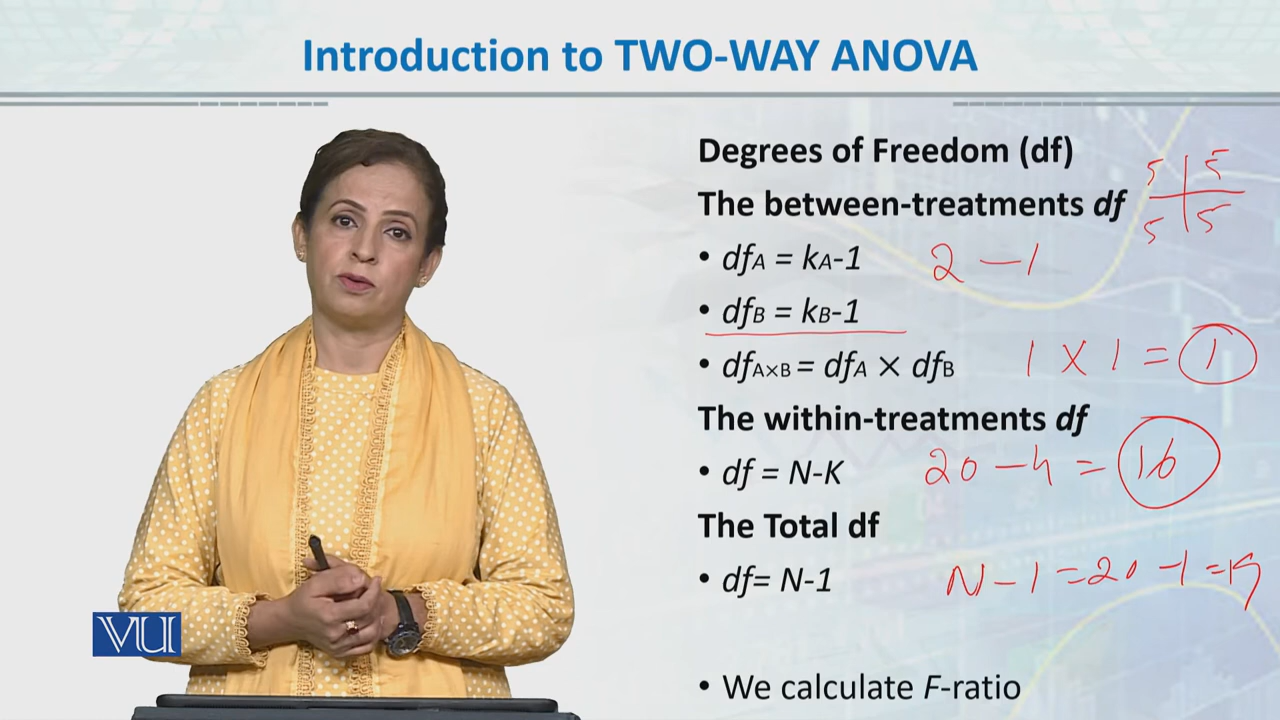 Introduction to TWO-WAY ANOVA
Degrees of Freedom (df)
5 5
The between-treatments df
5 5
• dfA = kA-1 2 - 1
• dfB = kB-1
• dfA×B = dfA × dfB 1 X 1 = 1
The within-treatments df
• df = N-K 20 - 4 = 16
The Total df
• df= N-1 N - 1 = 20 - 1 = 19
VU
• We calculate F-ratio